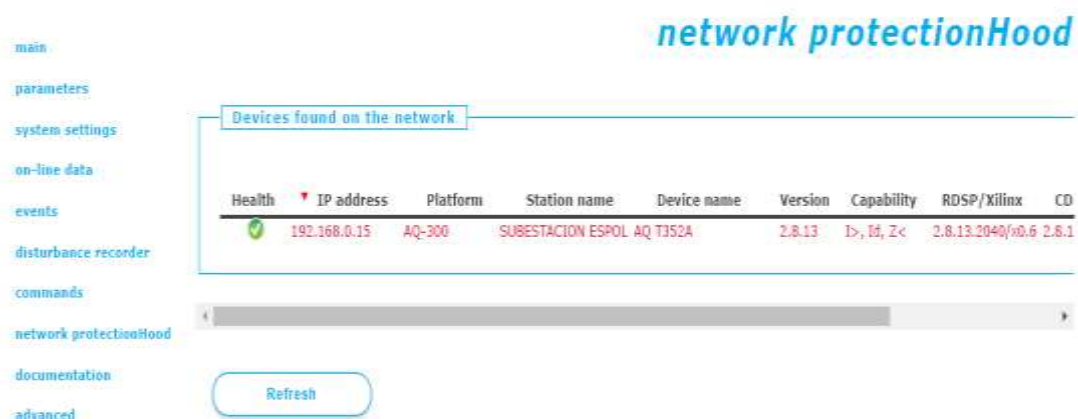 network protectionHood
main
parameters
system settings
on-line data
events
disturbance recorder
commands
network protectionHood
documentation
advanced
Devices found on the network
Health IP address Platform Station name Device name Version Capability RDSP/Xilinx CD
192.168.0.15 AQ-300 SUBESTACION ESPOL AQ T352A 2.8.13 I>, Id, Z< 2.8.13.2040/x0.6 2.8.1
Refresh